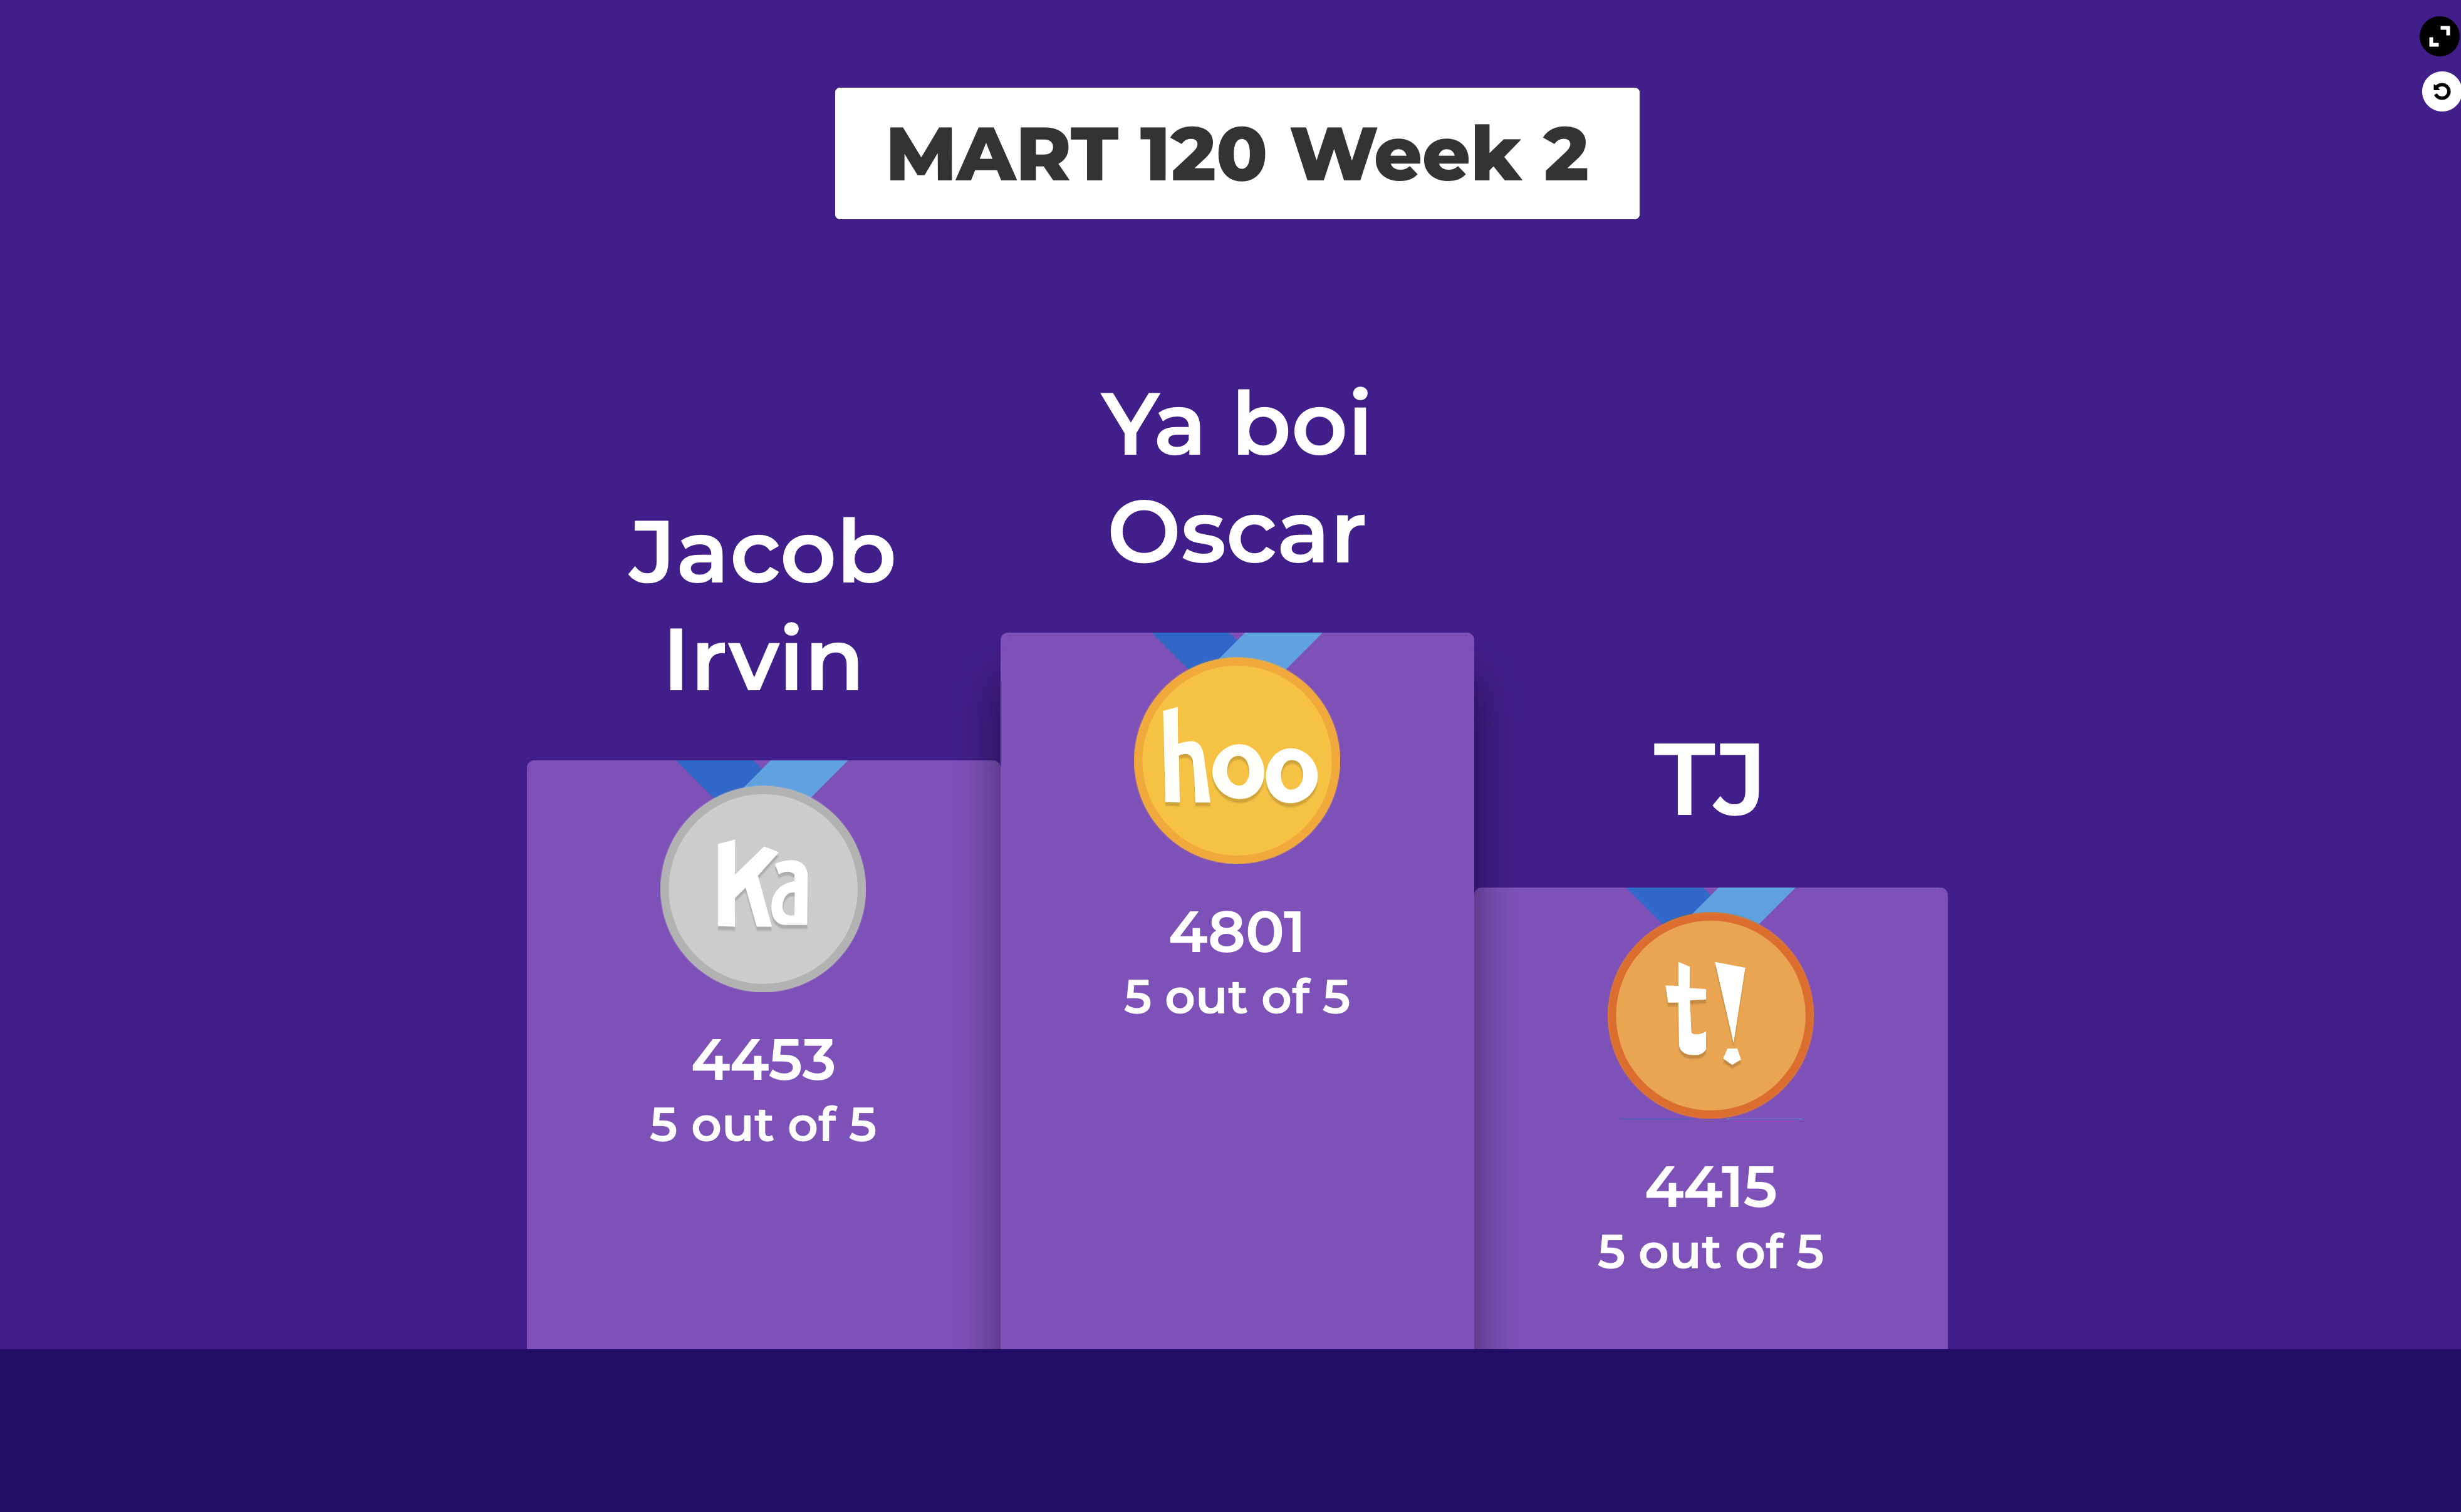 MART 120 Week 2
Ya boi
Oscar
Jacob
Irvin
TJ
Ka
hoo
t!
4453
5 out of 5
4801
5 out of 5
4415
5 out of 5